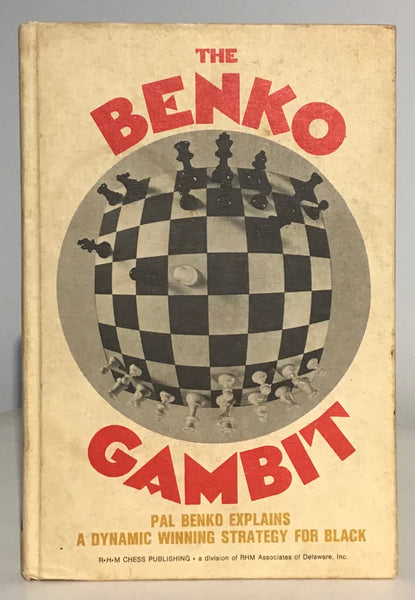 THE
BENKO
GAMBIT
PAL BENKO EXPLAINS
A DYNAMIC WINNING STRATEGY FOR BLACK
R•H•M CHESS PUBLISHING • a division of RHM Associates of Delaware, Inc.